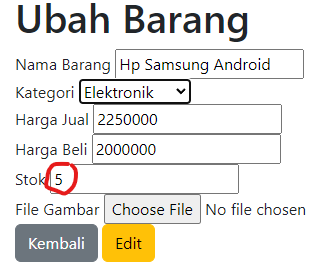 Ubah Barang
Nama Barang Hp Samsung Android
Kategori Elektronik
Harga Jual 2250000
Harga Beli 2000000
Stok 5
File Gambar Choose File No file chosen
Kembali Edit